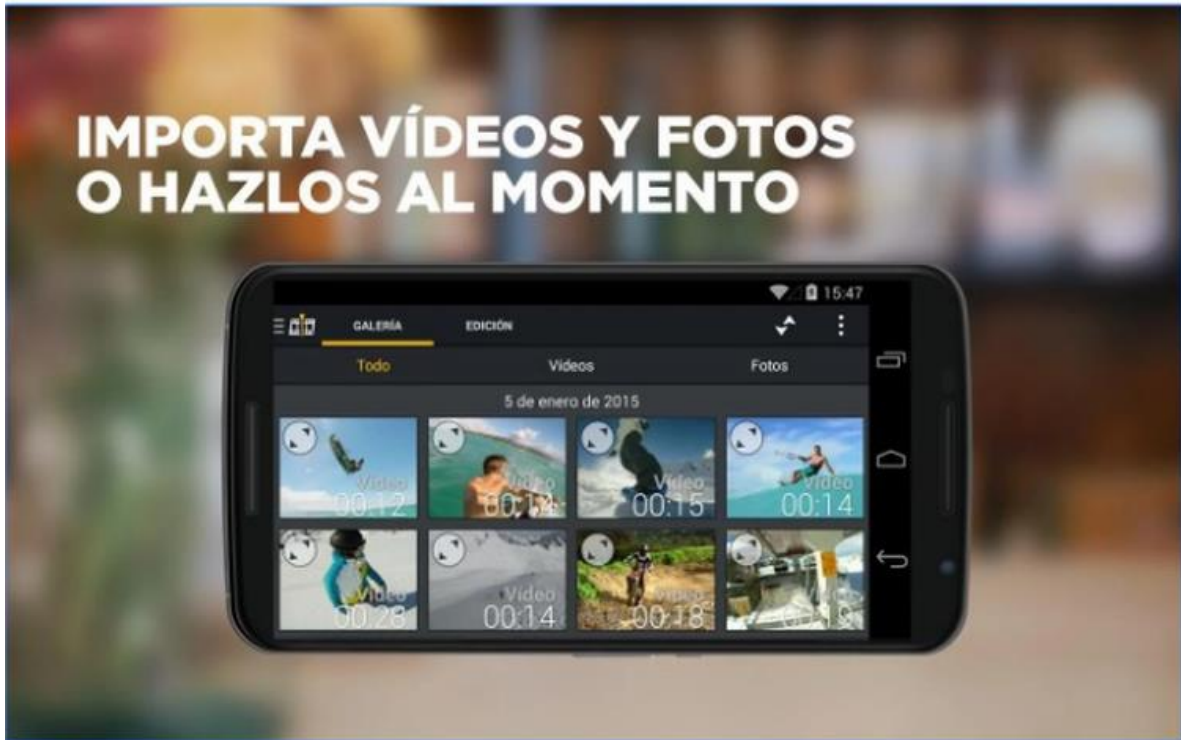 IMPORTA VÍDEOS Y FOTOS
O HAZLOS AL MOMENTO
15:47
GALERÍA EDICIÓN
Todo Vídeos Fotos
5 de enero de 2015
Vídeo Vídeo Vídeo Vídeo
00:12 00:14 00:15 00:14
Vídeo Vídeo Vídeo
00:28 00:14 00:18